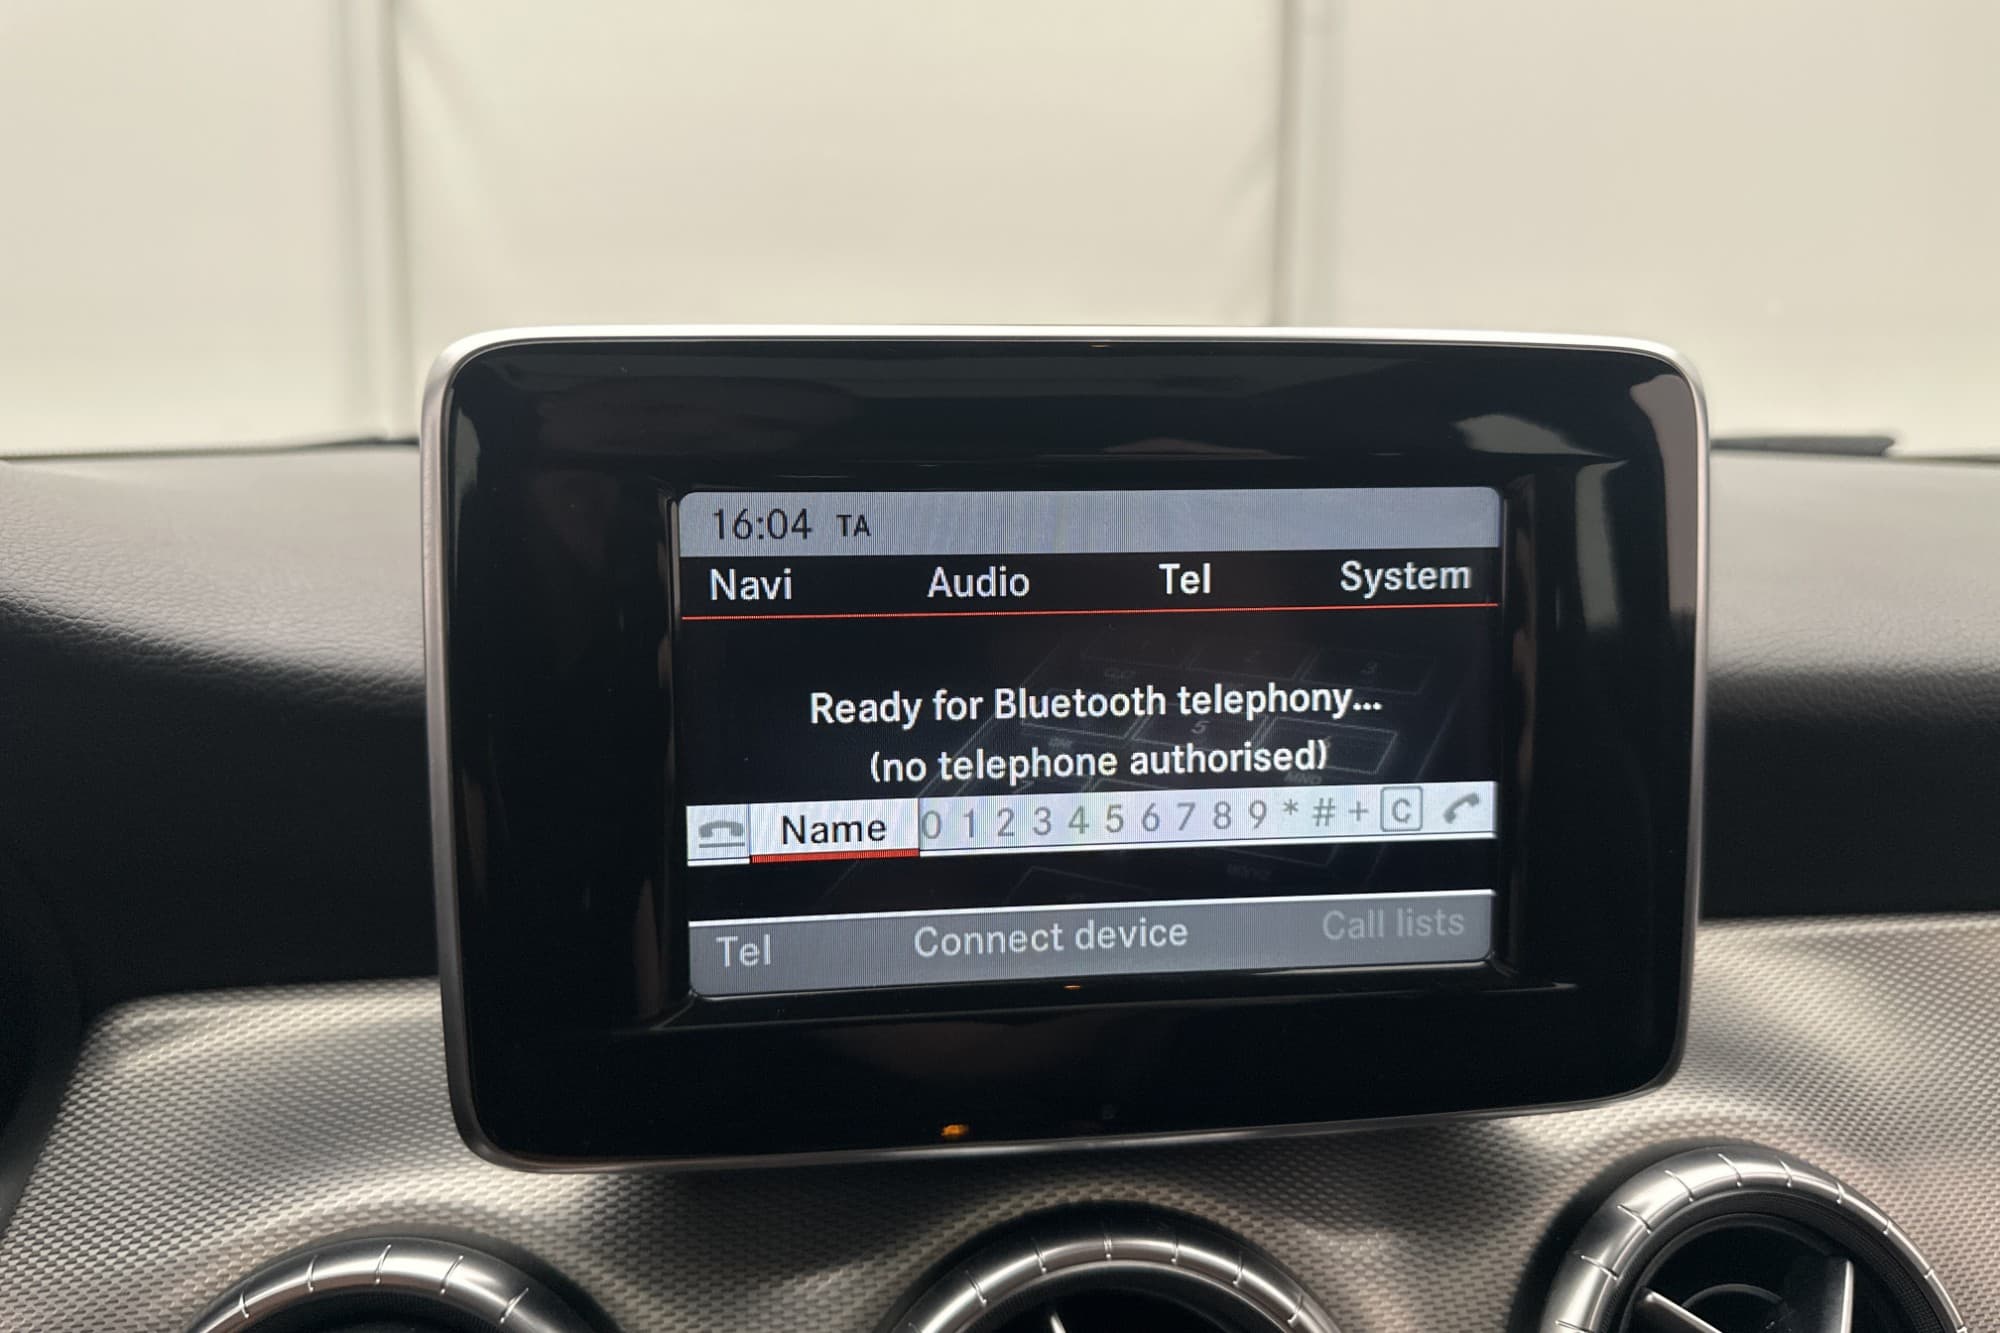 16:04 TA
Navi Audio Tel System
Ready for Bluetooth telephony...
(no telephone authorised)
Name 0 1 2 3 4 5 6 7 8 9 * # + C
Tel Connect device Call lists